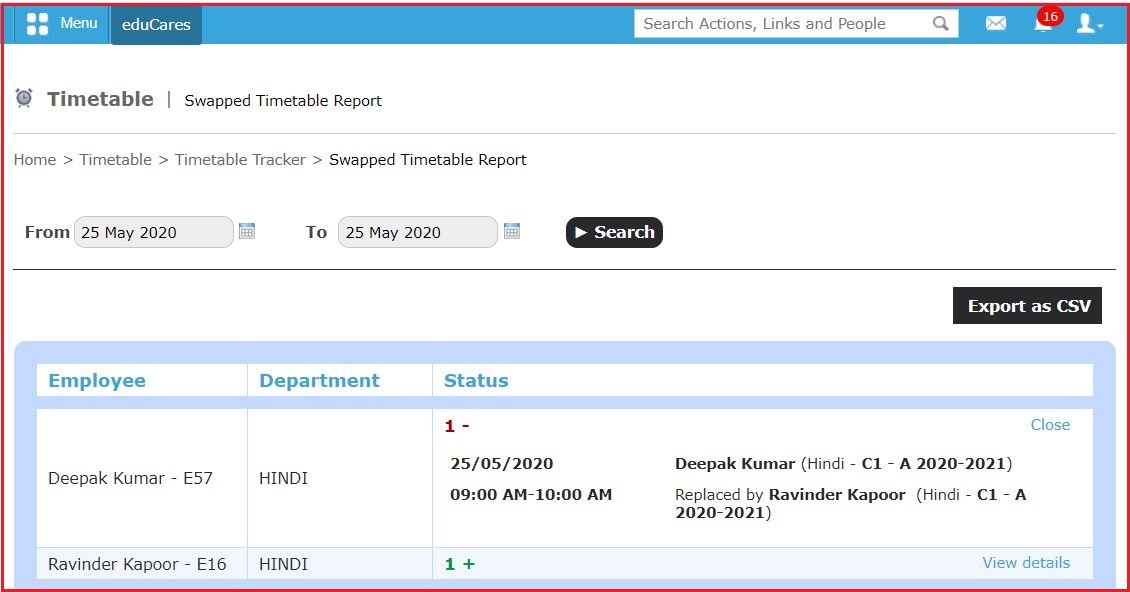 Menu eduCares Search Actions, Links and People 16
Timetable | Swapped Timetable Report
Home > Timetable > Timetable Tracker > Swapped Timetable Report
From 25 May 2020 To 25 May 2020 ► Search
Export as CSV
Employee Department Status
1 - Close
25/05/2020 Deepak Kumar (Hindi - C1 - A 2020-2021)
Deepak Kumar - E57 HINDI
09:00 AM-10:00 AM Replaced by Ravinder Kapoor (Hindi - C1 - A
2020-2021)
Ravinder Kapoor - E16 HINDI 1 + View details